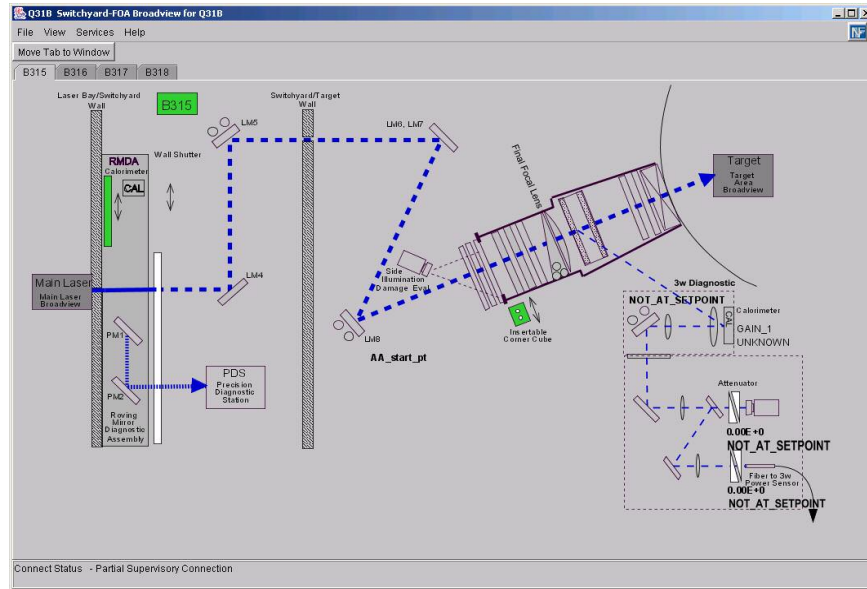 Q31B Switchyard-FOA Broadview for Q31B
File View Services Help
NIF
Move Tab to Window
B315 B316 B317 B318
Laser Bay/Switchyard
Wall
B315
Switchyard/Target
Wall
LM5
LM6, LM7
RMDA
Calorimeter
CAL
Wall Shutter
Final Focal Lens
Target
Target
Area
Broadview
Main Laser
Main Laser
Broadview
LM4
Side
Illumination
Damage Eval
3w Diagnostic
NOT_AT_SETPOINT
Calorimeter
CAL
GAIN_1
UNKNOWN
Insertable
Corner Cube
LM8
AA_start_pt
PM1
PM2
PDS
Precision
Diagnostic
Station
Roving
Mirror
Diagnostic
Assembly
Attenuator
0.00E+0
NOT_AT_SETPOINT
Fiber to 3w
Power Sensor
0.00E+0
NOT_AT_SETPOINT
Connect Status - Partial Supervisory Connection